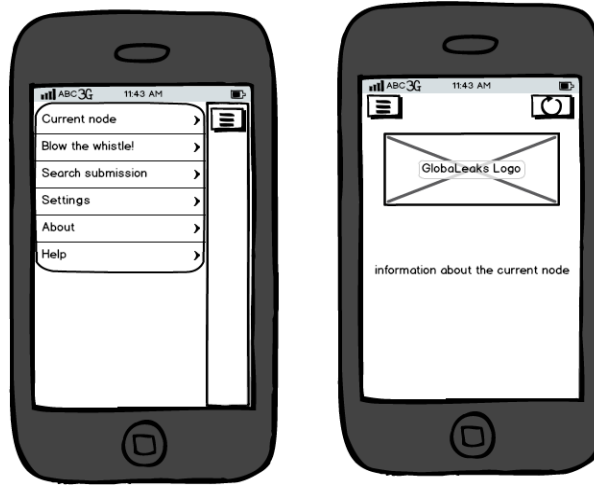 ABC 3G 11:43 AM
Current node
Blow the whistle!
Search submission
Settings
About
Help
ABC 3G 11:43 AM
GlobaLeaks Logo
information about the current node